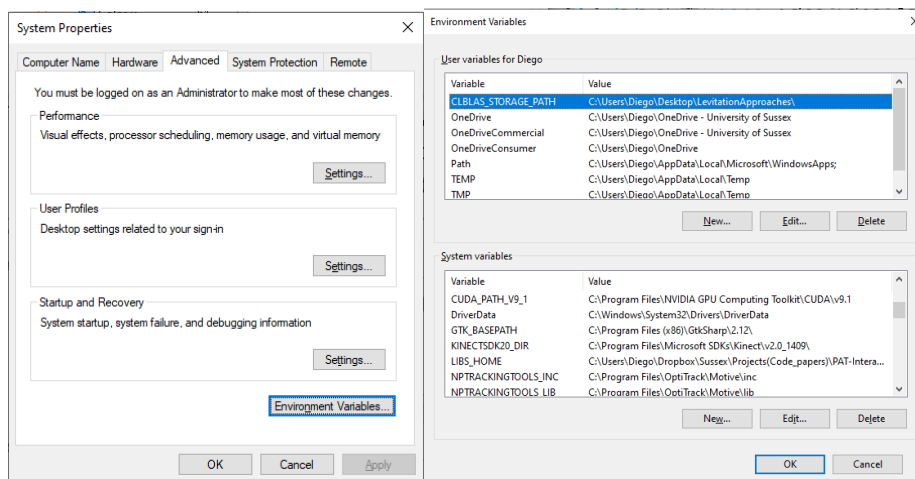 System Properties
Computer Name Hardware Advanced System Protection Remote
You must be logged on as an Administrator to make most of these changes.
Performance
Visual effects, processor scheduling, memory usage, and virtual memory
Settings...
User Profiles
Desktop settings related to your sign-in
Settings...
Startup and Recovery
System startup, system failure, and debugging information
Settings...
Environment Variables...
OK Cancel Apply
Environment Variables
User variables for Diego
Variable Value
CLBLAS_STORAGE_PATH C:\Users\Diego\Desktop\LevitationApproaches\
OneDrive C:\Users\Diego\OneDrive - University of Sussex
OneDriveCommercial C:\Users\Diego\OneDrive - University of Sussex
OneDriveConsumer C:\Users\Diego\OneDrive
Path C:\Users\Diego\AppData\Local\Microsoft\WindowsApps;
TEMP C:\Users\Diego\AppData\Local\Temp
TMP C:\Users\Diego\AppData\Local\Temp
New... Edit... Delete
System variables
Variable Value
CUDA_PATH_V9_1 C:\Program Files\NVIDIA GPU Computing Toolkit\CUDA\v9.1
DriverData C:\Windows\System32\Drivers\DriverData
GTK_BASEPATH C:\Program Files (x86)\GtkSharp\2.12\
KINECTSDK20_DIR C:\Program Files\Microsoft SDKs\Kinect\v2.0_1409\
LIBS_HOME C:\Users\Diego\Dropbox\Sussex\Projects(Code_papers)\PAT-Intera...
NPTRACKINGTOOLS_INC C:\Program Files\OptiTrack\Motive\inc
NPTRACKINGTOOLS_LIB C:\Program Files\OptiTrack\Motive\lib
New... Edit... Delete
OK Cancel